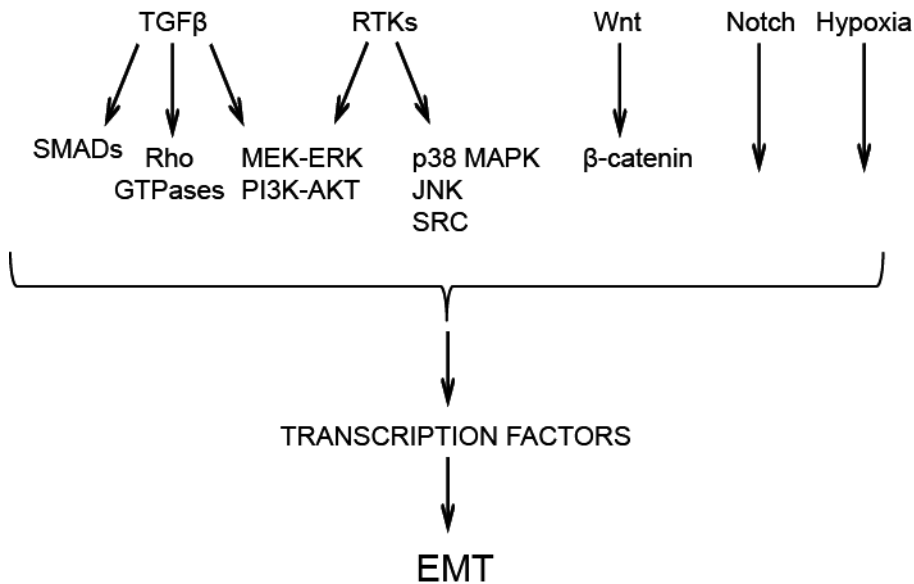 TGFβ
RTKs
Wnt
Notch
Hypoxia
SMADs
Rho
GTPases
MEK-ERK
PI3K-AKT
p38 MAPK
JNK
SRC
β-catenin
TRANSCRIPTION FACTORS
EMT